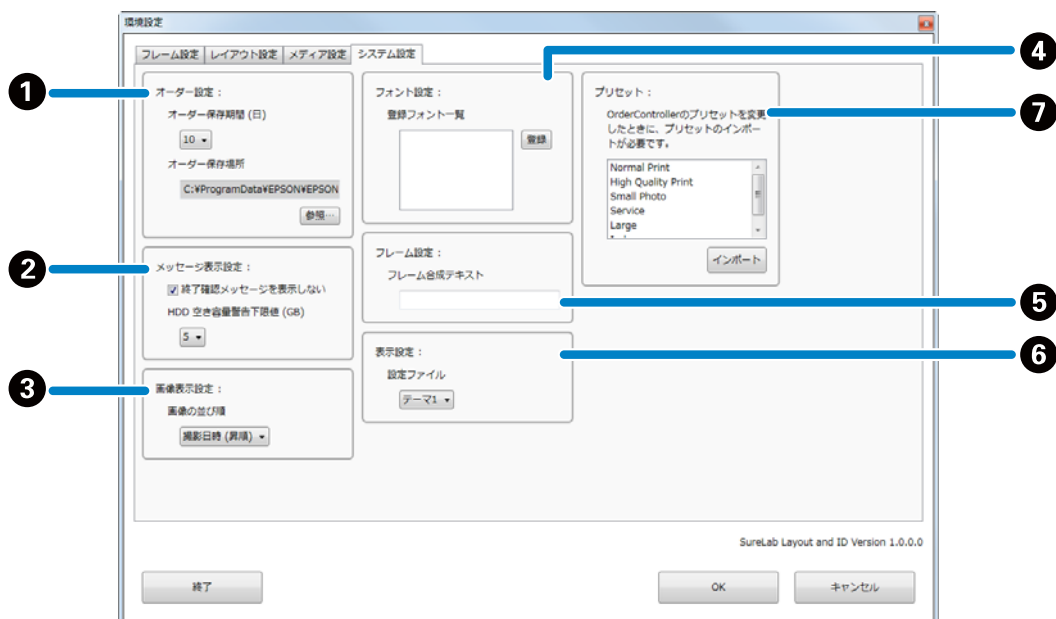 環境設定
フレーム設定
レイアウト設定
メディア設定
システム設定
❶
オーダー設定：
オーダー保存期間 (日)
10
オーダー保存場所
C:¥ProgramData¥EPSON¥EPSON
参照…
❷
メッセージ表示設定：
終了確認メッセージを表示しない
HDD 空き容量警告下限値 (GB)
5
❸
画像表示設定：
画像の並び順
撮影日時 (昇順)
❹
フォント設定：
登録フォント一覧
登録
フレーム設定：
フレーム合成テキスト
❺
表示設定：
❻
設定ファイル
テーマ1
プリセット：
❼
OrderControllerのプリセットを変更
したときに、プリセットのインポー
トが必要です。
Normal Print
High Quality Print
Small Photo
Service
Large
インポート
SureLab Layout and ID Version 1.0.0.0
終了
OK
キャンセル